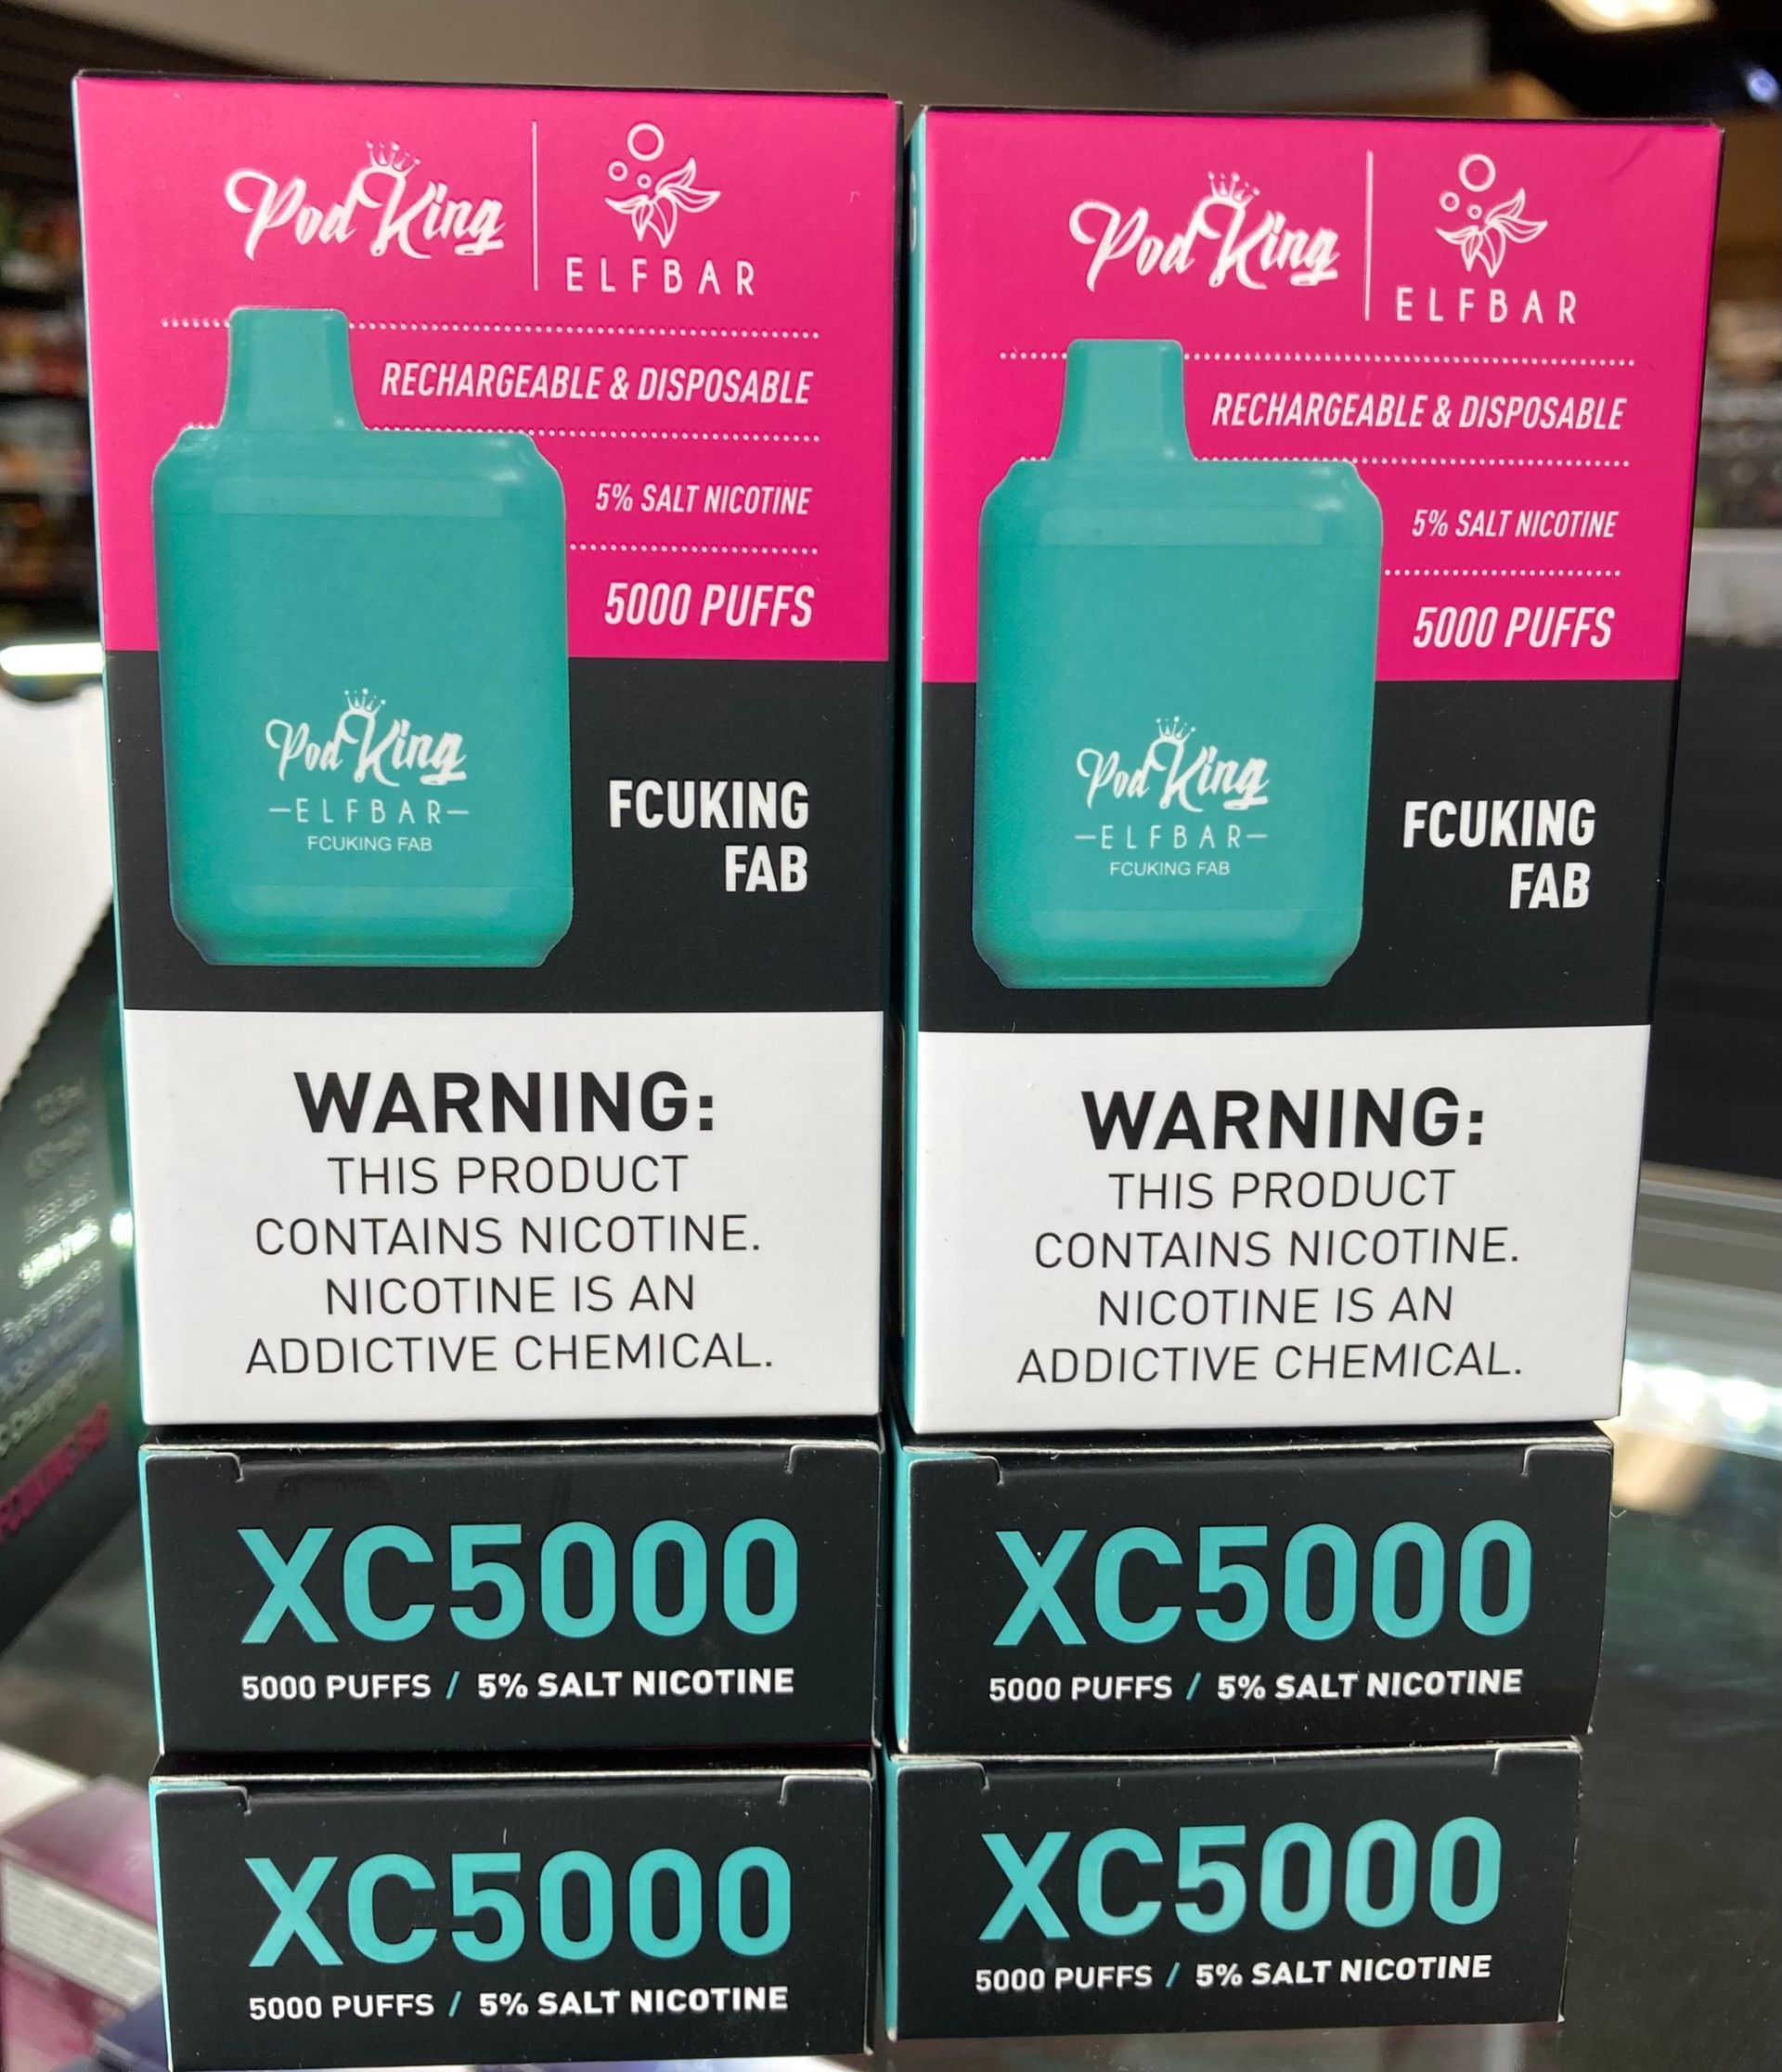 Pod King
ELFBAR
RECHARGEABLE & DISPOSABLE
5% SALT NICOTINE
5000 PUFFS
Pod King
-ELFBAR-
FCUKING FAB
FCUKING
FAB
WARNING:
THIS PRODUCT
CONTAINS NICOTINE.
NICOTINE IS AN
ADDICTIVE CHEMICAL.
XC5000
5000 PUFFS / 5% SALT NICOTINE
XC5000
5000 PUFFS / 5% SALT NICOTINE
Pod King
ELFBAR
RECHARGEABLE & DISPOSABLE
5% SALT NICOTINE
5000 PUFFS
Pod King
-ELFBAR-
FCUKING FAB
FCUKING
FAB
WARNING:
THIS PRODUCT
CONTAINS NICOTINE.
NICOTINE IS AN
ADDICTIVE CHEMICAL.
XC5000
5000 PUFFS / 5% SALT NICOTINE
XC5000
5000 PUFFS / 5% SALT NICOTINE